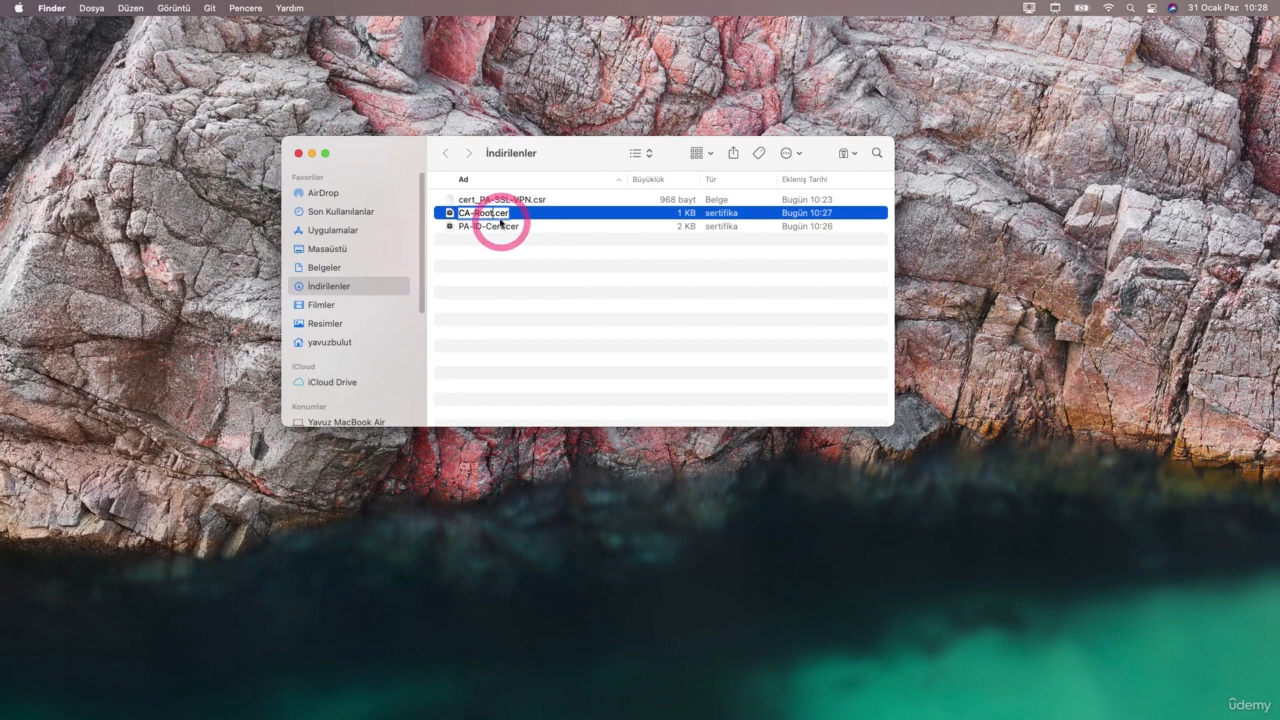 Finder Dosya Düzen Görüntü Git Pencere Yardım 31 Ocak Paz 10:28
İndirilenler
Favoriler
AirDrop
Son Kullanılanlar
Uygulamalar
Masaüstü
Belgeler
İndirilenler
Filmler
Resimler
yavuzbulut
iCloud
iCloud Drive
Konumlar
Yavuz MacBook Air
Ad Büyüklük Tür Ekleniş Tarihi
cert_PA-SSL-VPN.csr 968 bayt Belge Bugün 10:23
CA-Root.cer 1 KB sertifika Bugün 10:27
PA-ID-Cert.cer 2 KB sertifika Bugün 10:26
ûdemy